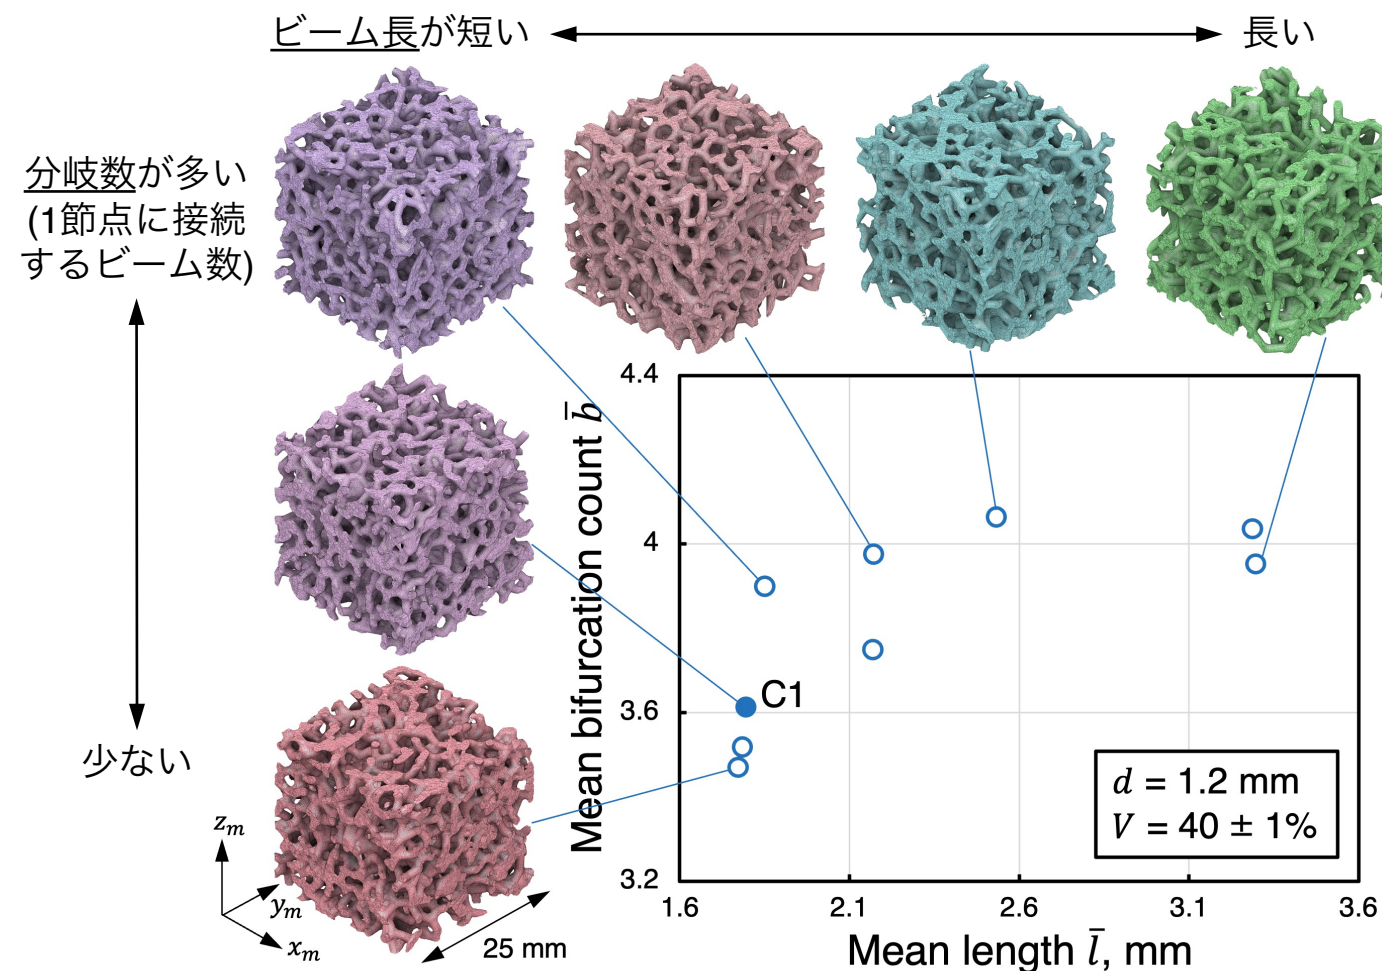 ビーム長が短い
長い
分岐数が多い
(1節点に接続
するビーム数)
少ない
z_m
y_m
x_m
25 mm
Mean bifurcation count b̄
4.4
4
3.6
3.2
C1
d = 1.2 mm
V = 40 ± 1%
1.6
2.1
2.6
3.1
3.6
Mean length l̄, mm